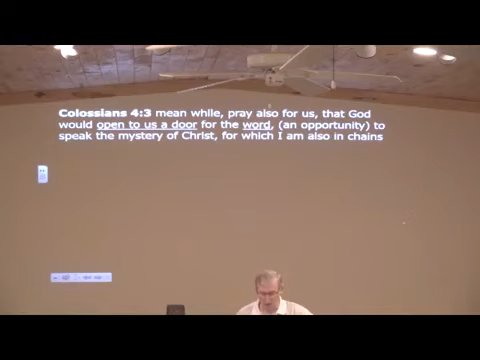 Colossians 4:3 mean while, pray also for us, that God
would open to us a door for the word, (an opportunity) to
speak the mystery of Christ, for which I am also in chains